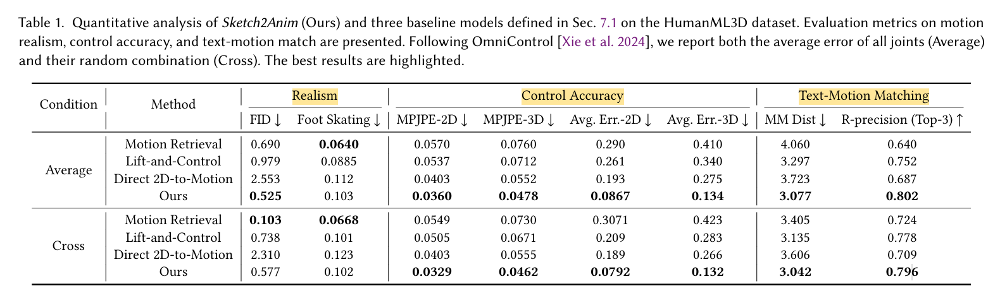 Table 1. Quantitative analysis of Sketch2Anim (Ours) and three baseline models defined in Sec. 7.1 on the HumanML3D dataset. Evaluation metrics on motion
realism, control accuracy, and text-motion match are presented. Following OmniControl [Xie et al. 2024], we report both the average error of all joints (Average)
and their random combination (Cross). The best results are highlighted.
Condition Method Realism Control Accuracy Text-Motion Matching
FID ↓ Foot Skating ↓ MPJPE-2D ↓ MPJPE-3D ↓ Avg. Err.-2D ↓ Avg. Err.-3D ↓ MM Dist ↓ R-precision (Top-3) ↑
Average
Motion Retrieval 0.690 0.0640 0.0570 0.0760 0.290 0.410 4.060 0.640
Lift-and-Control 0.979 0.0885 0.0537 0.0712 0.261 0.340 3.297 0.752
Direct 2D-to-Motion 2.553 0.112 0.0403 0.0552 0.193 0.275 3.723 0.687
Ours 0.525 0.103 0.0360 0.0478 0.0867 0.134 3.077 0.802
Cross
Motion Retrieval 0.103 0.0668 0.0549 0.0730 0.3071 0.423 3.405 0.724
Lift-and-Control 0.738 0.101 0.0505 0.0671 0.209 0.283 3.135 0.778
Direct 2D-to-Motion 2.310 0.123 0.0403 0.0555 0.189 0.266 3.606 0.709
Ours 0.577 0.102 0.0329 0.0462 0.0792 0.132 3.042 0.796